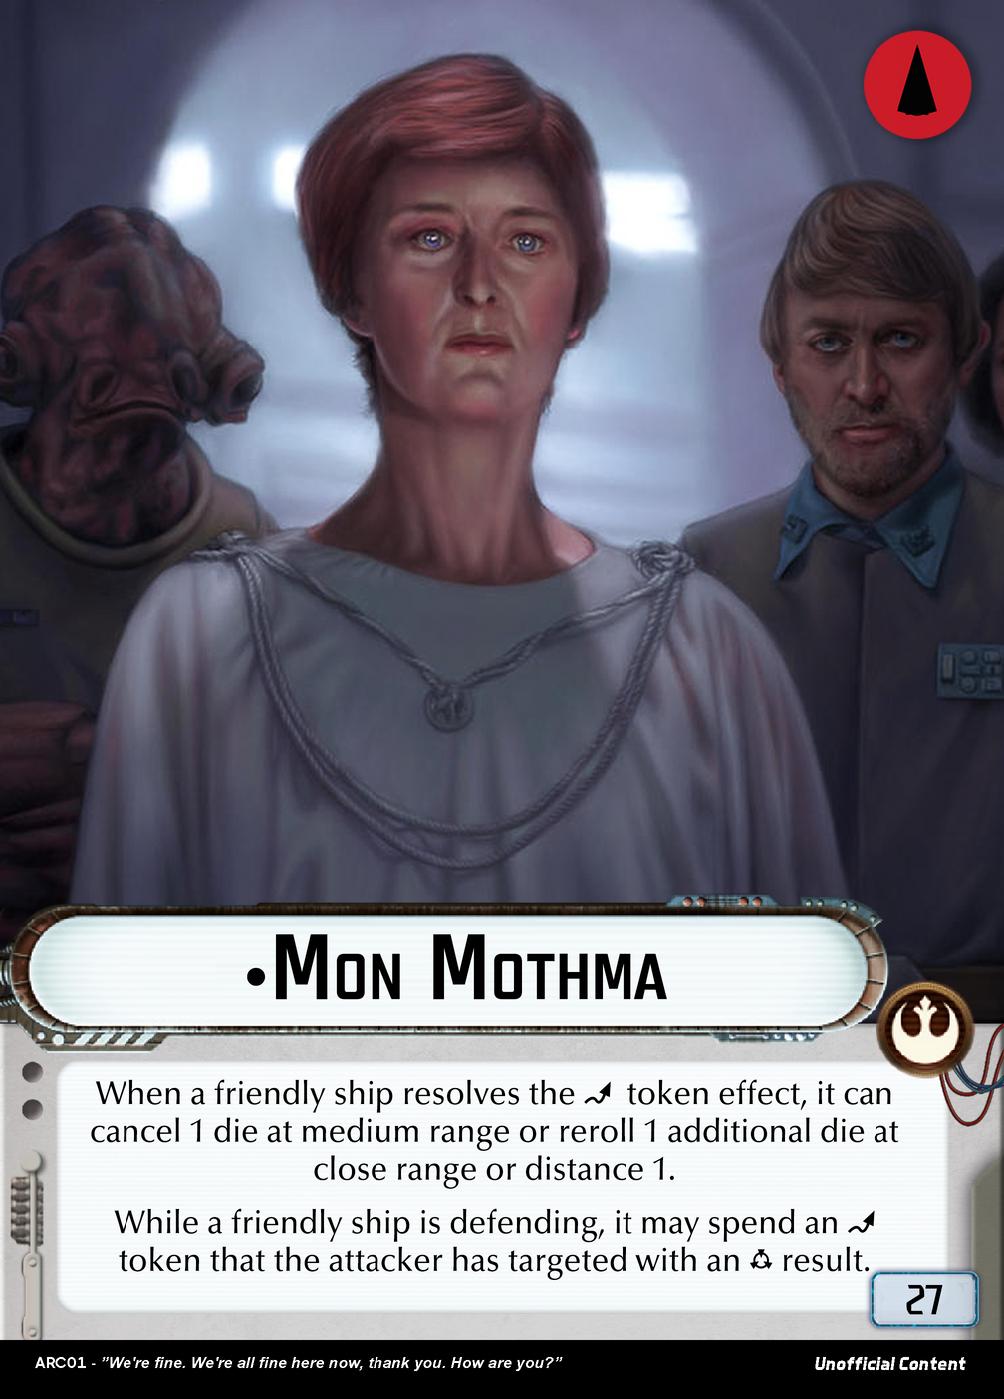 •Mon Mothma
When a friendly ship resolves the token effect, it can
cancel 1 die at medium range or reroll 1 additional die at
close range or distance 1.
While a friendly ship is defending, it may spend an
token that the attacker has targeted with an result.
27
ARC01 - "We're fine. We're all fine here now, thank you. How are you?"
Unofficial Content